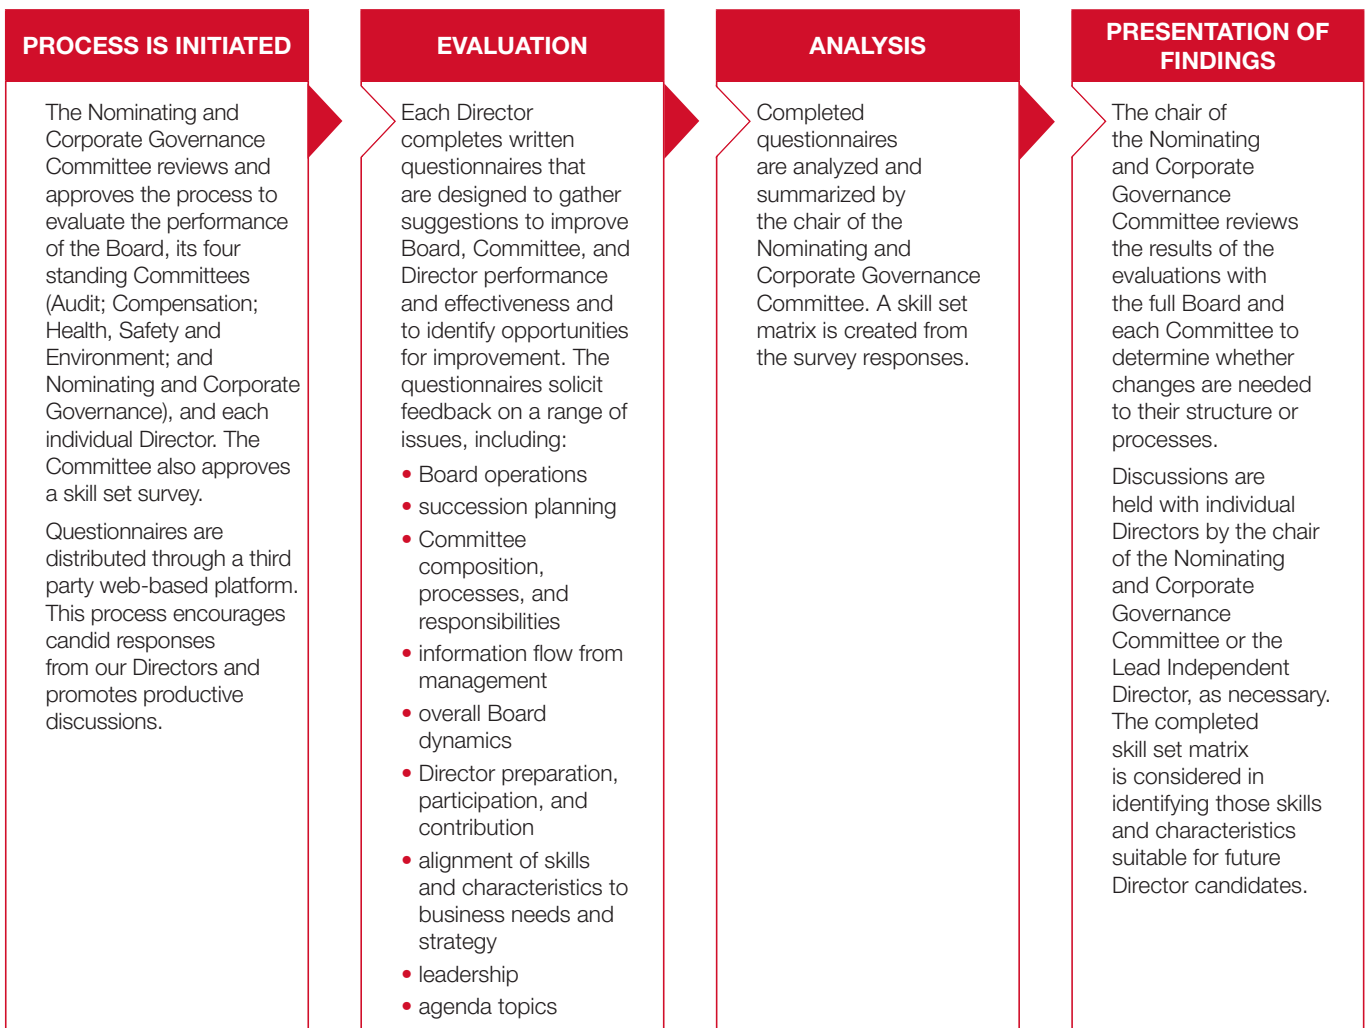 PROCESS IS INITIATED
The Nominating and
Corporate Governance
Committee reviews and
approves the process to
evaluate the performance
of the Board, its four
standing Committees
(Audit; Compensation;
Health, Safety and
Environment; and
Nominating and Corporate
Governance), and each
individual Director. The
Committee also approves
a skill set survey.
Questionnaires are
distributed through a third
party web-based platform.
This process encourages
candid responses
from our Directors and
promotes productive
discussions.
EVALUATION
Each Director
completes written
questionnaires that
are designed to gather
suggestions to improve
Board, Committee, and
Director performance
and effectiveness and
to identify opportunities
for improvement. The
questionnaires solicit
feedback on a range of
issues, including:
• Board operations
• succession planning
• Committee
composition,
processes, and
responsibilities
• information flow from
management
• overall Board
dynamics
• Director preparation,
participation, and
contribution
• alignment of skills
and characteristics to
business needs and
strategy
• leadership
• agenda topics
ANALYSIS
Completed
questionnaires
are analyzed and
summarized by
the chair of the
Nominating and
Corporate Governance
Committee. A skill set
matrix is created from
the survey responses.
PRESENTATION OF
FINDINGS
The chair of
the Nominating
and Corporate
Governance
Committee reviews
the results of the
evaluations with
the full Board and
each Committee to
determine whether
changes are needed
to their structure or
processes.
Discussions are
held with individual
Directors by the chair
of the Nominating
and Corporate
Governance
Committee or the
Lead Independent
Director, as necessary.
The completed
skill set matrix
is considered in
identifying those skills
and characteristics
suitable for future
Director candidates.